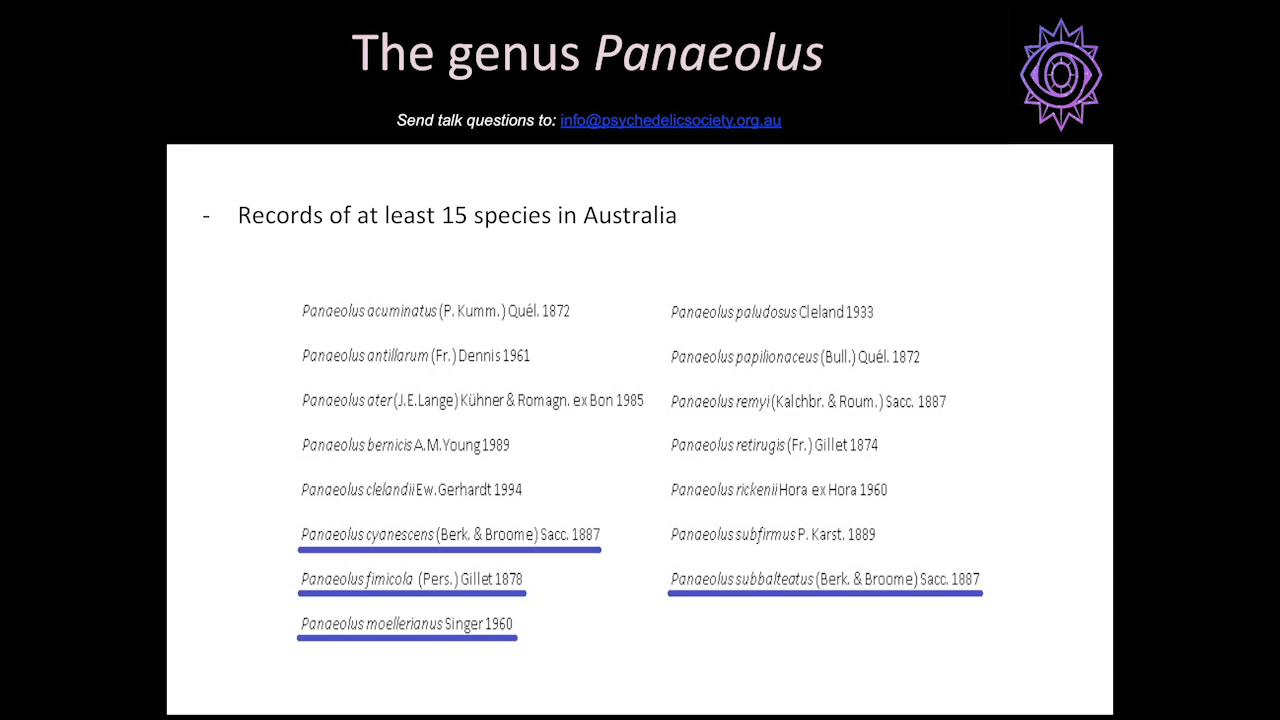 The genus Panaeolus
Send talk questions to: info@psychedelicsociety.org.au
- Records of at least 15 species in Australia
Panaeolus acuminatus (P. Kumm.) Quél. 1872
Panaeolus antillarum (Fr.) Dennis 1961
Panaeolus ater (J.E.Lange) Kühner & Romagn. ex Bon 1985
Panaeolus bernicis A.M.Young 1989
Panaeolus clelandii Ew. Gerhardt 1994
Panaeolus cyanescens (Berk. & Broome) Sacc. 1887
Panaeolus fimicola (Pers.) Gillet 1878
Panaeolus moellerianus Singer 1960
Panaeolus paludosus Cleland 1933
Panaeolus papilionaceus (Bull.) Quél. 1872
Panaeolus remyi (Kalchbr. & Roum.) Sacc. 1887
Panaeolus retirugis (Fr.) Gillet 1874
Panaeolus rickenii Hora ex Hora 1960
Panaeolus subfirmus P. Karst. 1889
Panaeolus subbalteatus (Berk. & Broome) Sacc. 1887